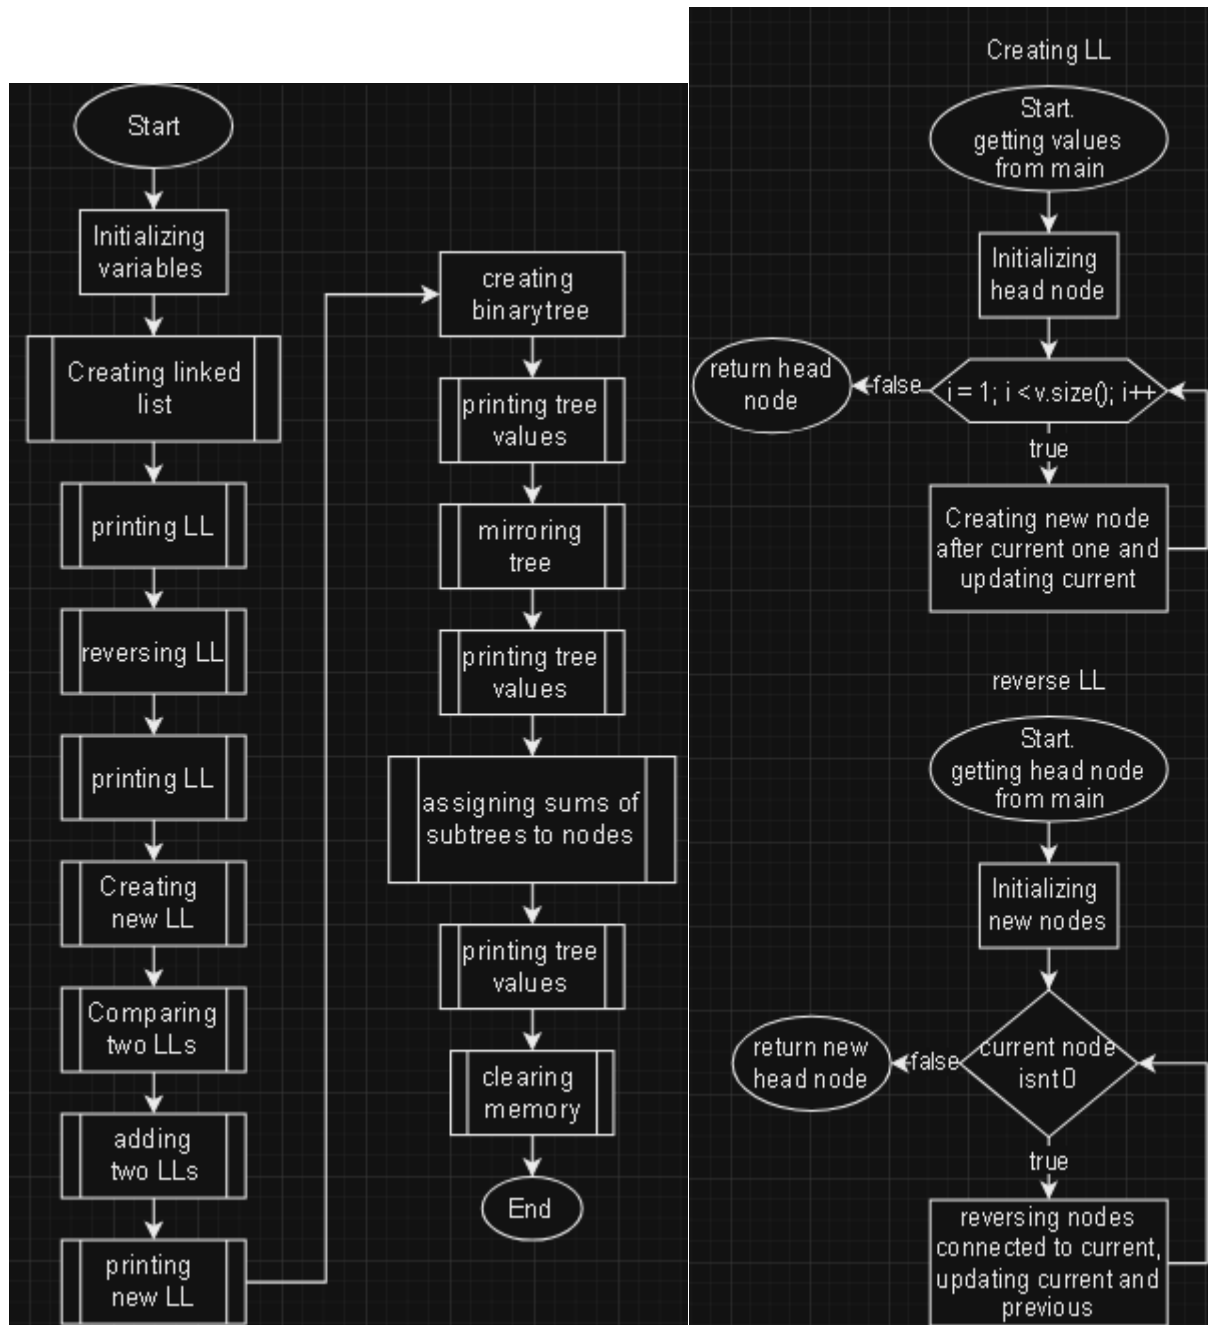 Start
Initializing
variables
Creating linked
list
printing LL
reversing LL
printing LL
Creating
new LL
Comparing
two LLs
adding
two LLs
printing
new LL
creating
binarytree
printing tree
values
mirroring
tree
printing tree
values
assigning sums of
subtrees to nodes
printing tree
values
clearing
memory
End
Creating LL
Start.
getting values
from main
Initializing
head node
i = 1; i < v.size(); i++
false
return head
node
true
Creating new node
after current one and
updating current
reverse LL
Start.
getting head node
from main
Initializing
new nodes
current node
isnt 0
false
return new
head node
true
reversing nodes
connected to current,
updating current and
previous